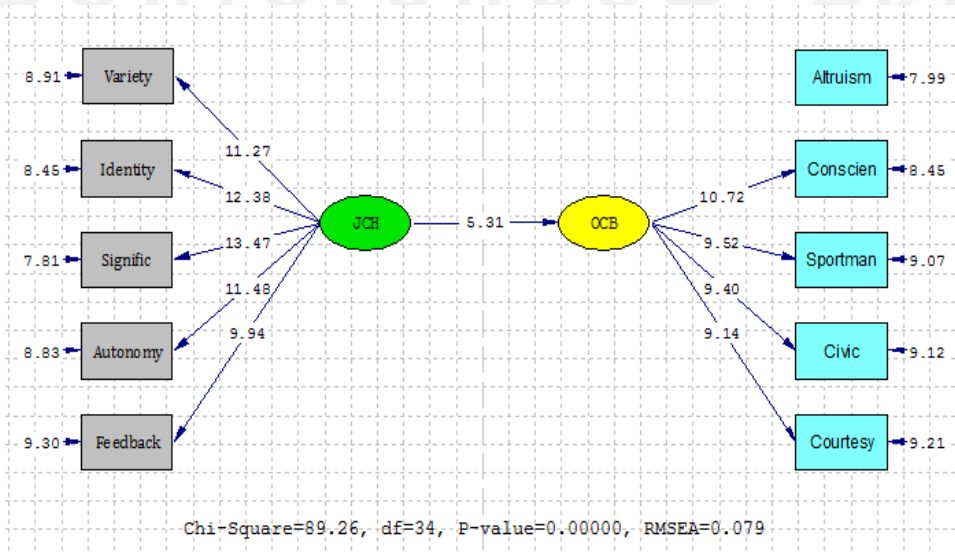 8.91 Variety
8.45 Identity
7.81 Signific
8.83 Autonomy
9.30 Feedback
11.27
12.38
13.47
11.48
9.94
JCH
5.31
OCB
10.72
9.52
9.40
9.14
Altruism 7.99
Conscien 8.45
Sportman 9.07
Civic 9.12
Courtesy 9.21
Chi-Square=89.26, df=34, P-value=0.00000, RMSEA=0.079